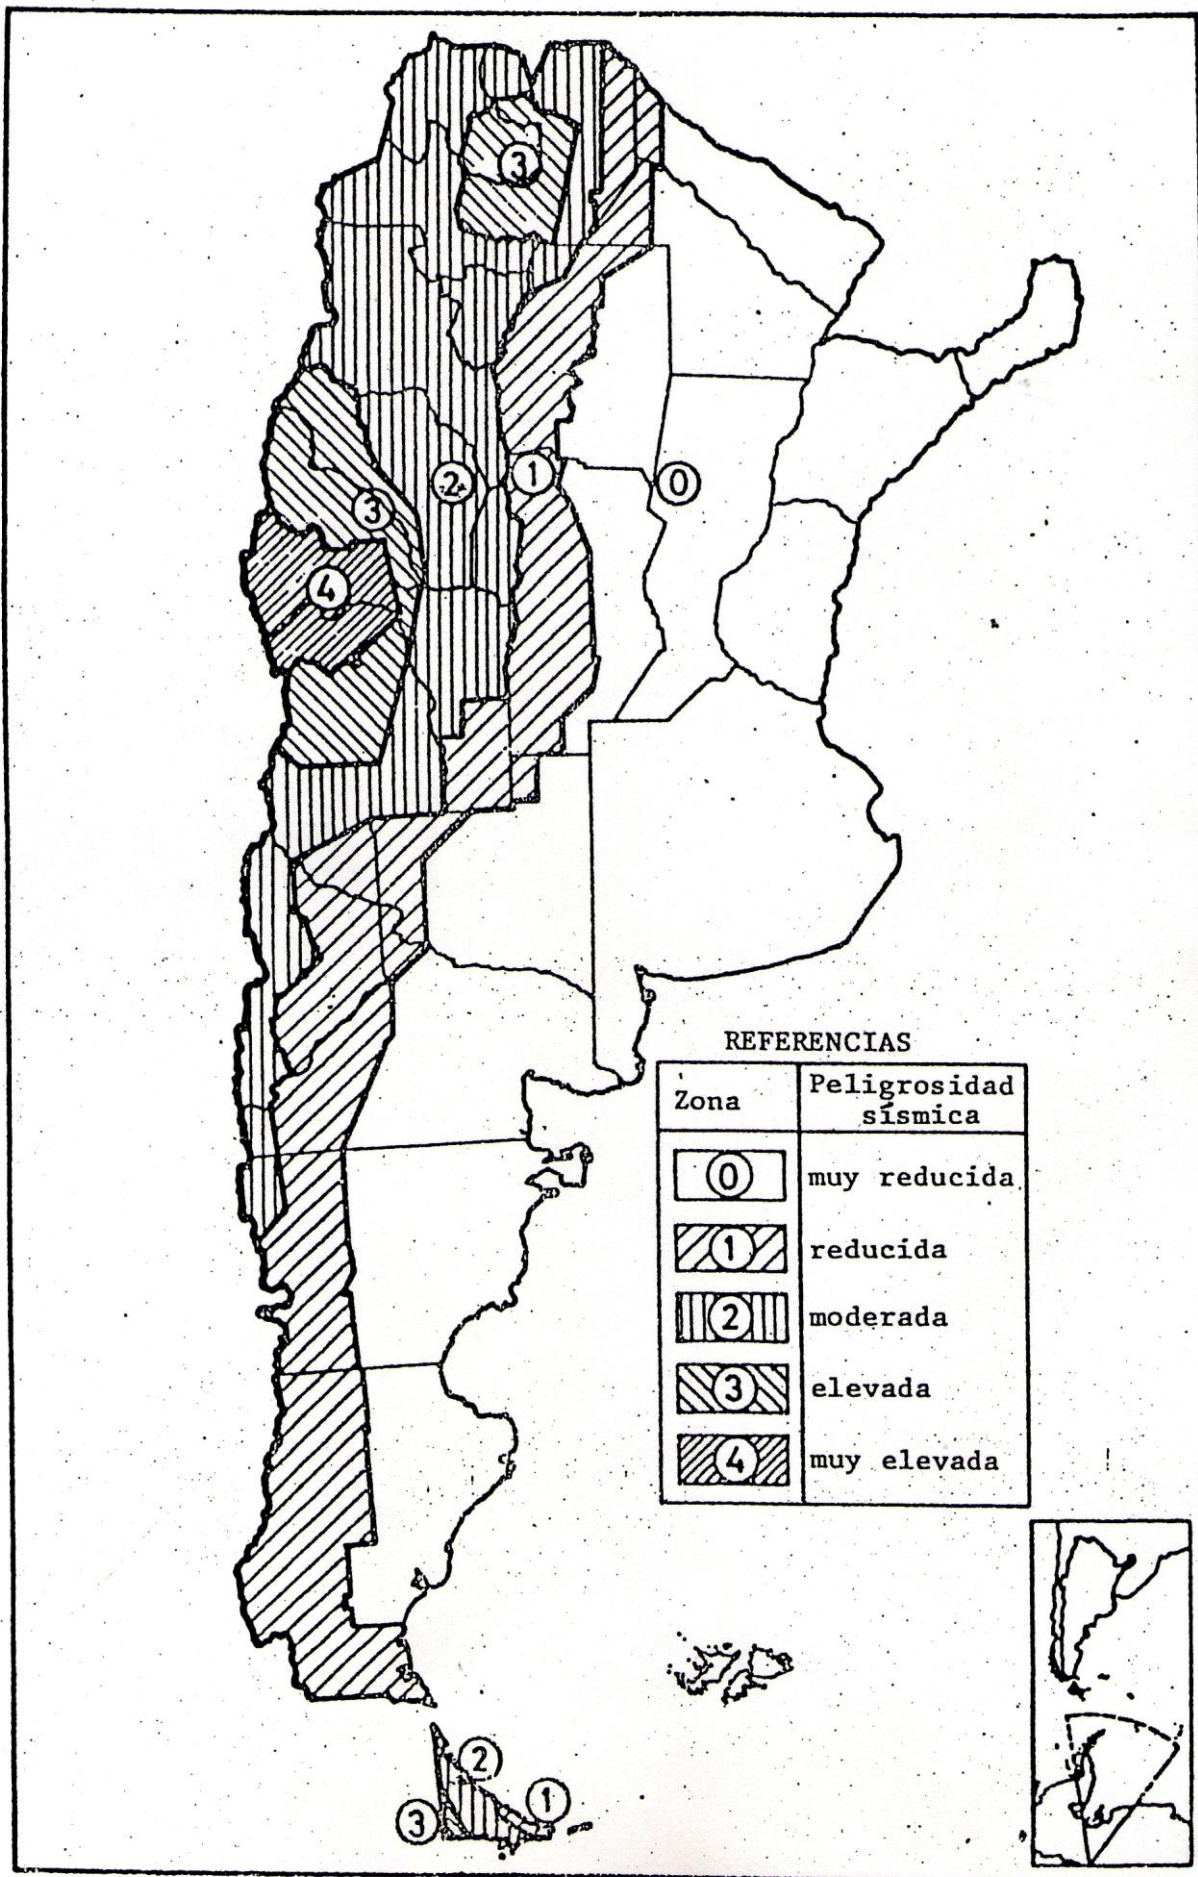 3
2
1
0
3
4
REFERENCIAS
Zona
Peligrosidad
sísmica
0 muy reducida
1 reducida
2 moderada
3 elevada
4 muy elevada
2
1
3